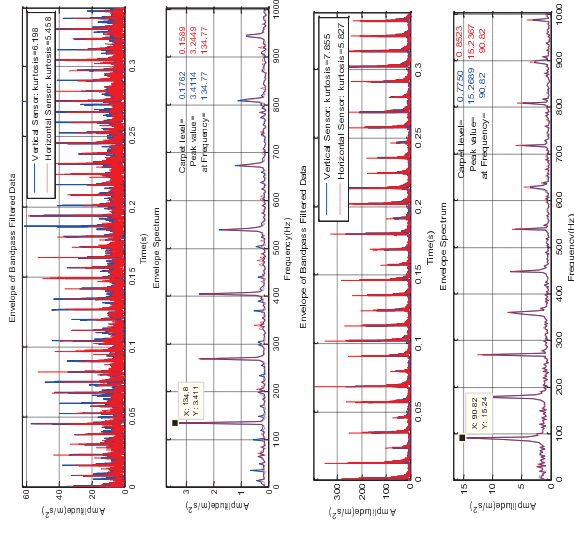 Envelope of Bandpass Filtered Data
Vertical Sensor: kurtosis=6.198
Horizontal Sensor: kurtosis=5.458
Amplitude(m/s²)
60
40
20
0
0
0.05
0.1
0.15
0.2
0.25
0.3
Time(s)
Envelope Spectrum
Carpet level= 0.1762 0.1589
Peak value= 3.4114 3.2449
at Frequency= 134.77 134.77
X: 134.8
Y: 3.411
Amplitude(m/s²)
3
2
1
0
0
100
200
300
400
500
600
700
800
900
1000
Frequency(Hz)
Envelope of Bandpass Filtered Data
Vertical Sensor: kurtosis=7.855
Horizontal Sensor: kurtosis=5.827
Amplitude(m/s²)
300
200
100
0
0
0.05
0.1
0.15
0.2
0.25
0.3
Time(s)
Envelope Spectrum
Carpet level= 0.7750 0.8523
Peak value= 15.2689 15.2367
at Frequency= 90.82 90.82
X: 90.82
Y: 15.24
Amplitude(m/s²)
15
10
5
0
0
100
200
300
400
500
600
700
800
900
1000
Frequency(Hz)